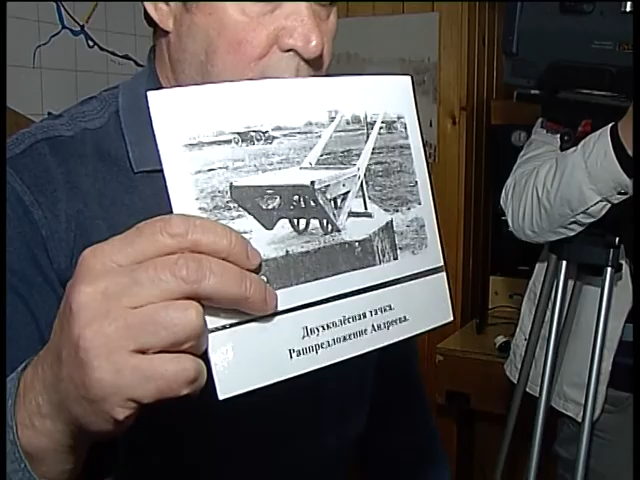 Двухколёсная тачка.
Рацпредложение Андреева.